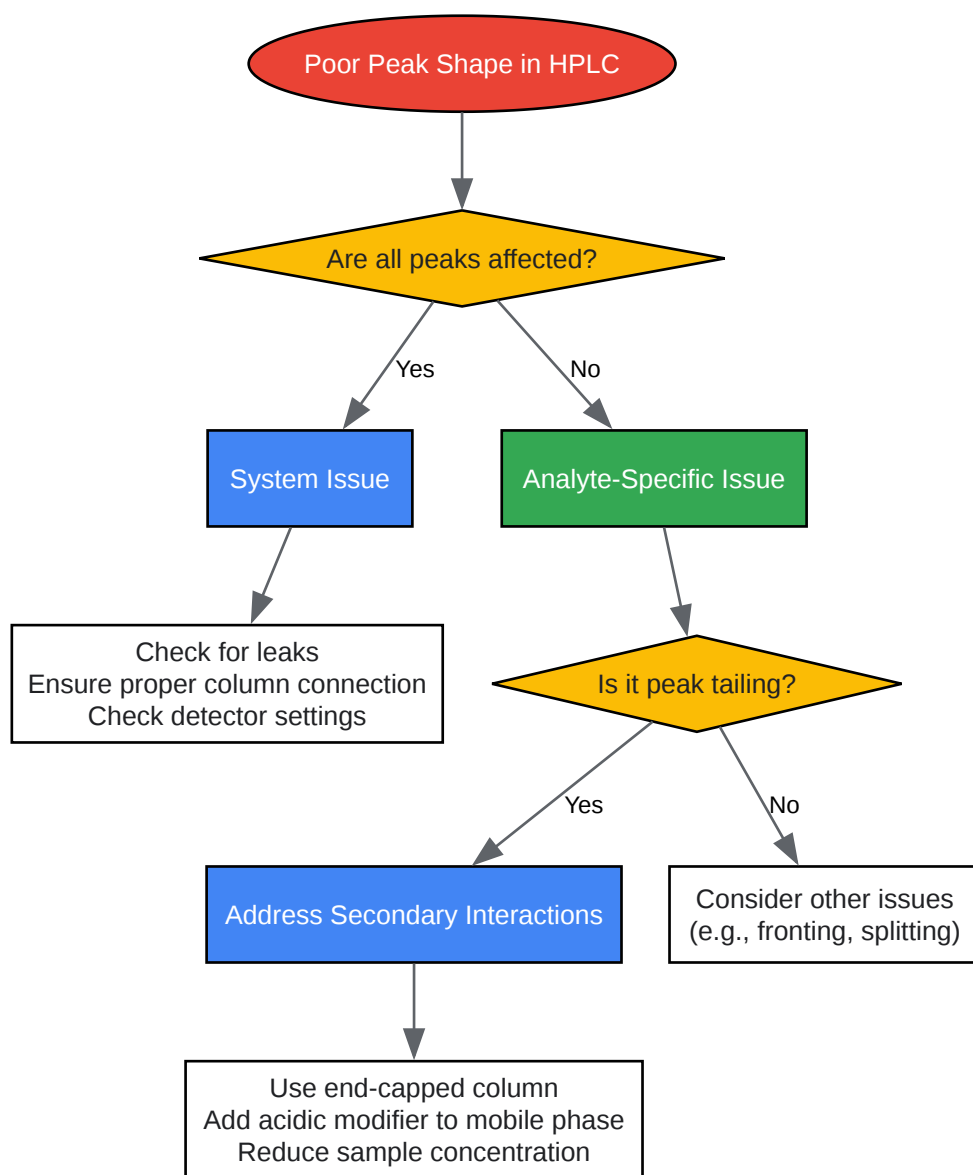 Poor Peak Shape in HPLC
Are all peaks affected?
Yes
No
System Issue
Analyte-Specific Issue
Check for leaks
Ensure proper column connection
Check detector settings
Is it peak tailing?
Yes
No
Address Secondary Interactions
Consider other issues
(e.g., fronting, splitting)
Use end-capped column
Add acidic modifier to mobile phase
Reduce sample concentration